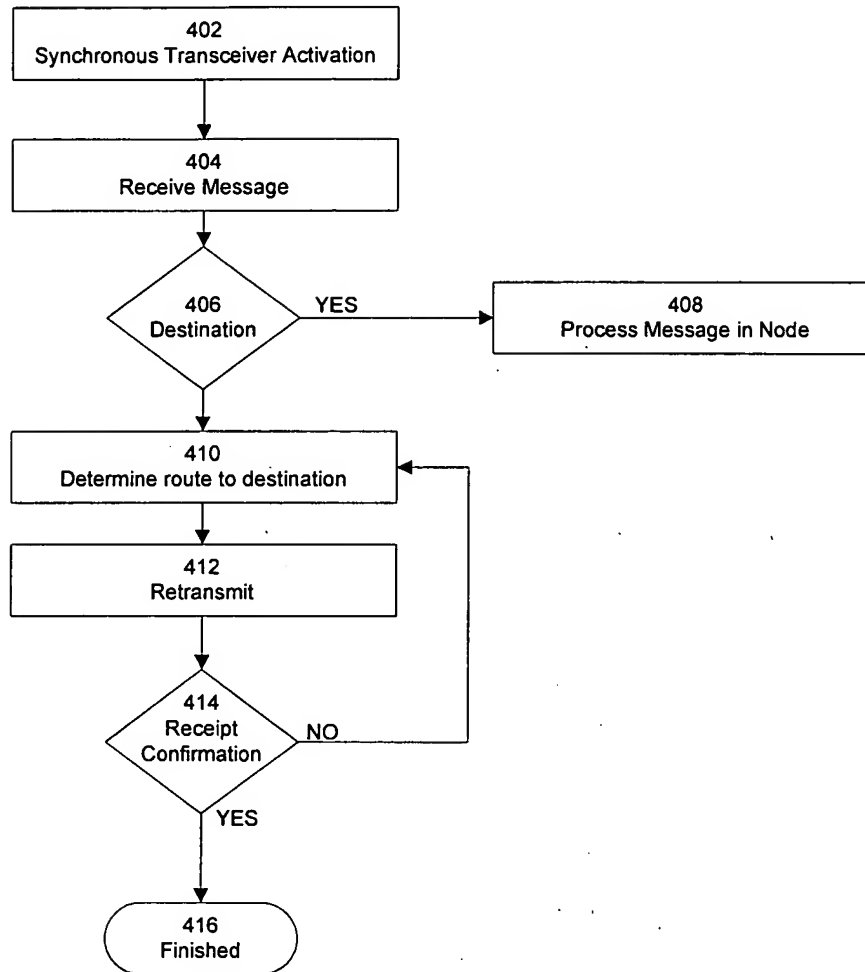 402
Synchronous Transceiver Activation
404
Receive Message
406
Destination
YES
408
Process Message in Node
410
Determine route to destination
412
Retransmit
414
Receipt
Confirmation
NO
YES
416
Finished